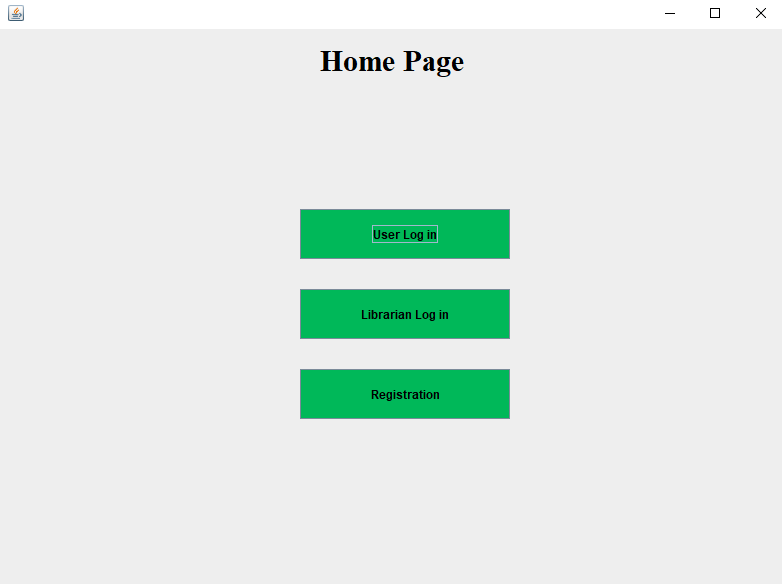 Home Page
User Log in
Librarian Log in
Registration